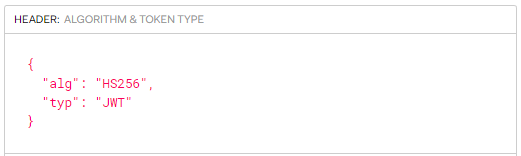 HEADER: ALGORITHM & TOKEN TYPE
{
  "alg": "HS256",
  "typ": "JWT"
}